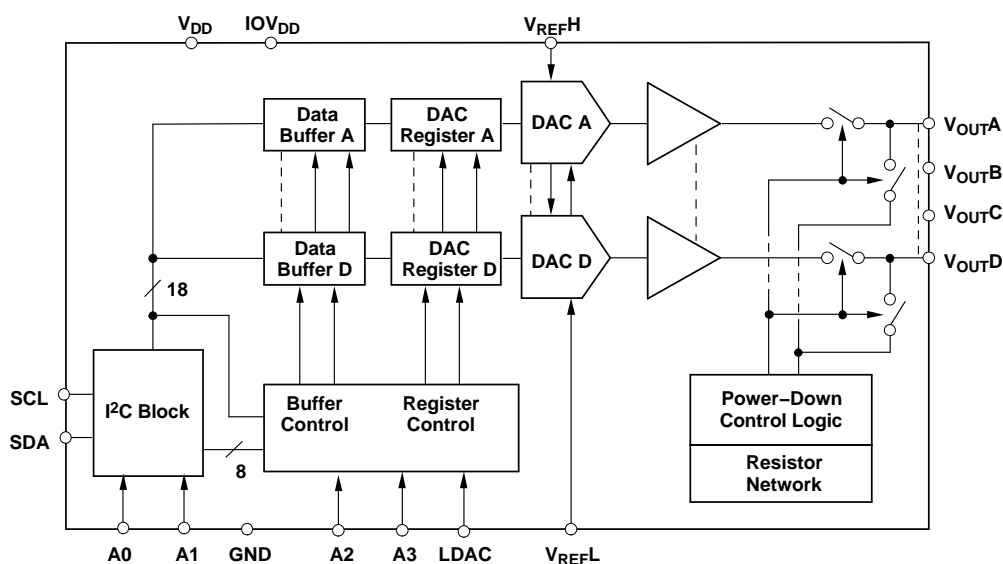 VDD IOVDD VREFH
Data Buffer A
DAC Register A
DAC A
VOUTA
VOUTB
VOUTC
Data Buffer D
DAC Register D
DAC D
VOUTD
18
SCL
SDA
I2C Block
8
Buffer Control
Register Control
Power−Down Control Logic
Resistor Network
A0 A1 GND A2 A3 LDAC VREFL